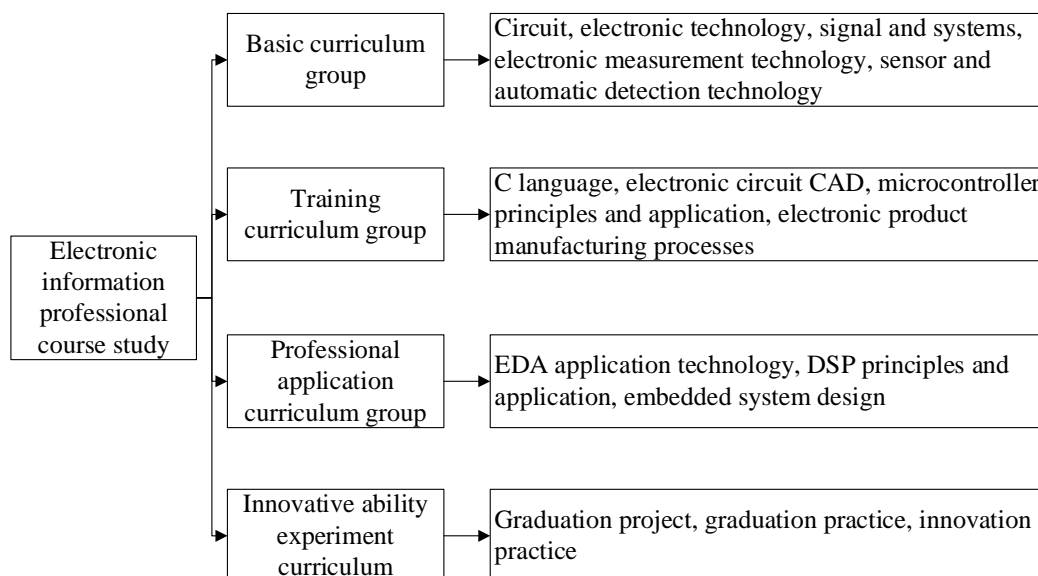 Basic curriculum
group
Circuit, electronic technology, signal and systems,
electronic measurement technology, sensor and
automatic detection technology
Training
curriculum group
C language, electronic circuit CAD, microcontroller
principles and application, electronic product
manufacturing processes
Electronic
information
professional
course study
Professional
application
curriculum group
EDA application technology, DSP principles and
application, embedded system design
Innovative ability
experiment
curriculum
Graduation project, graduation practice, innovation
practice